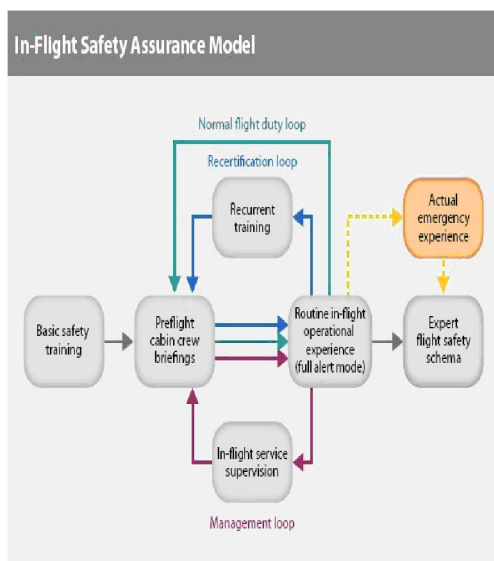 In-Flight Safety Assurance Model
Normal flight duty loop
Recertification loop
Recurrent
training
Actual
emergency
experience
Basic safety
training
Preflight
cabin crew
briefings
Routine in-flight
operational
experience
(full alert mode)
Expert
flight safety
schema
In-flight service
supervision
Management loop